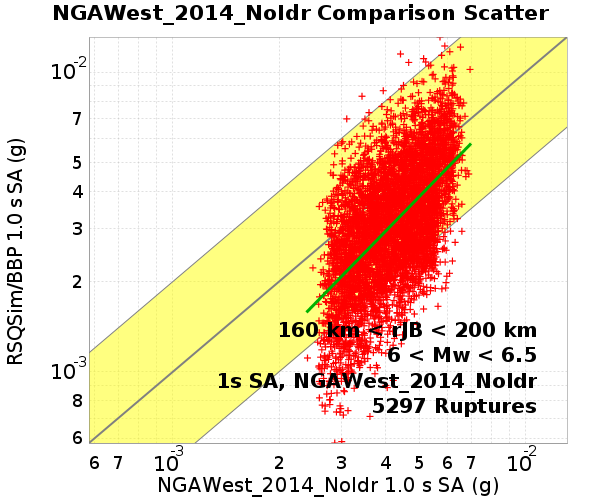 NGAWest_2014_NoIdr Comparison Scatter
RSQSim/BBP 1.0 s SA (g)
10-2
7
5
4
3
2
10-3
8
6
160 km < rJB < 200 km
6 < Mw < 6.5
1s SA, NGAWest_2014_NoIdr
5297 Ruptures
6 7 10-3 2 3 4 5 6 7 10-2
NGAWest_2014_NoIdr 1.0 s SA (g)